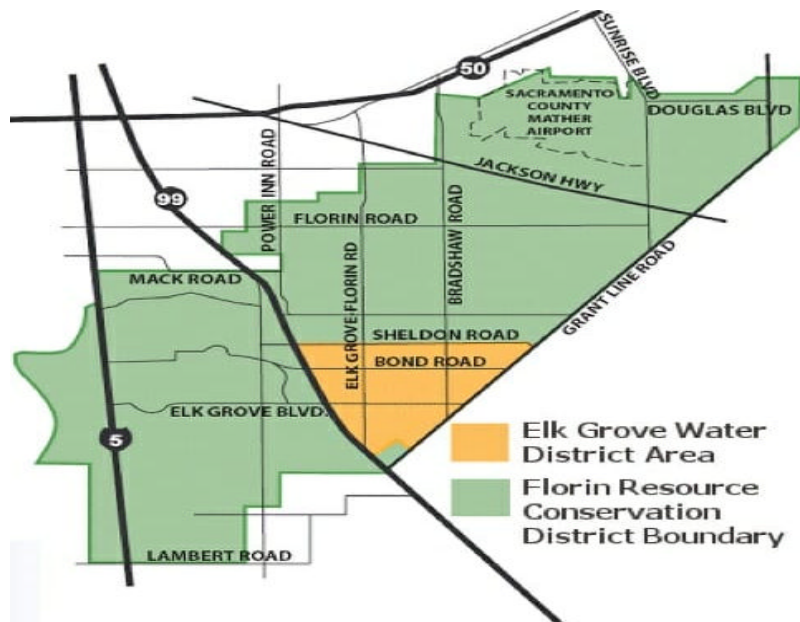 SUNRISE BLVD
50
SACRAMENTO
COUNTY
MATHER
AIRPORT
DOUGLAS BLVD
JACKSON HWY
99
POWER INN ROAD
FLORIN ROAD
BRADSHAW ROAD
ELK GROVE-FLORIN RD
MACK ROAD
GRANT LINE ROAD
SHELDON ROAD
BOND ROAD
ELK GROVE BLVD.
5
Elk Grove Water
District Area
Florin Resource
Conservation
District Boundary
LAMBERT ROAD